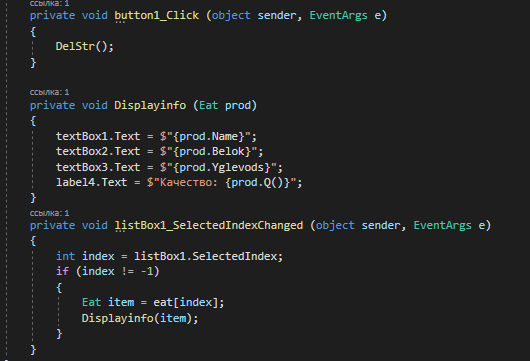 ссылка: 1
private void button1_Click (object sender, EventArgs e)
{
DelStr();
}
ссылка: 1
private void Displayinfo (Eat prod)
{
textBox1.Text = $"{prod.Name}";
textBox2.Text = $"{prod.Belok}";
textBox3.Text = $"{prod.Yglevods}";
label4.Text = $"Качество: {prod.Q()}";
}
ссылка: 1
private void listBox1_SelectedIndexChanged (object sender, EventArgs e)
{
int index = listBox1.SelectedIndex;
if (index != -1)
{
Eat item = eat[index];
Displayinfo(item);
}
}